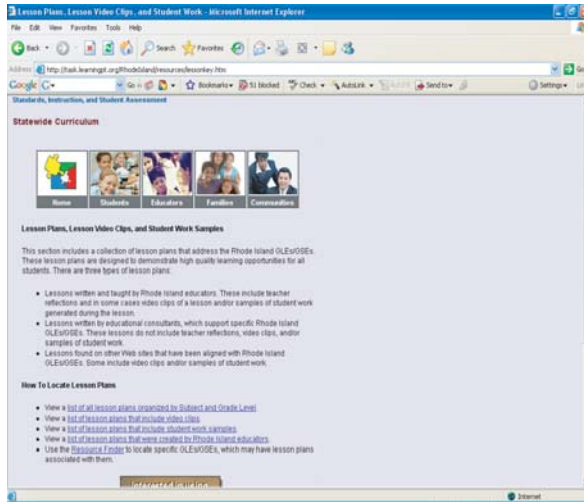 Lesson Plans, Lesson Video Clips, and Student Work - Microsoft Internet Explorer
File Edit View Favorites Tools Help
Back Search Favorites
Address http://task.learningpt.org/RhodeIsland/resources/lessonkey.htm Go
Google Go Bookmarks 51 blocked Check AutoLink Send to Settings
Standards, Instruction, and Student Assessment
Statewide Curriculum
Home Students Educators Families Communities
Lesson Plans, Lesson Video Clips, and Student Work Samples
This section includes a collection of lesson plans that address the Rhode Island GLEs/GSEs.
These lesson plans are designed to demonstrate high quality learning opportunities for all
students. There are three types of lesson plans:
Lessons written and taught by Rhode Island educators. These include teacher
reflections and in some cases video clips of a lesson and/or samples of student work
generated during the lesson.
Lessons written by educational consultants, which support specific Rhode Island
GLEs/GSEs. These lessons do not include teacher reflections, video clips, and/or
samples of student work.
Lessons found on other Web sites that have been aligned with Rhode Island
GLEs/GSEs. Some include video clips and/or samples of student work.
How To Locate Lesson Plans
View a list of all lesson plans organized by Subject and Grade Level.
View a list of lesson plans that include video clips.
View a list of lesson plans that include student work samples.
View a list of lesson plans that were created by Rhode Island educators.
Use the Resource Finder to locate specific GLEs/GSEs, which may have lesson plans
associated with them.
Interested in using
Internet